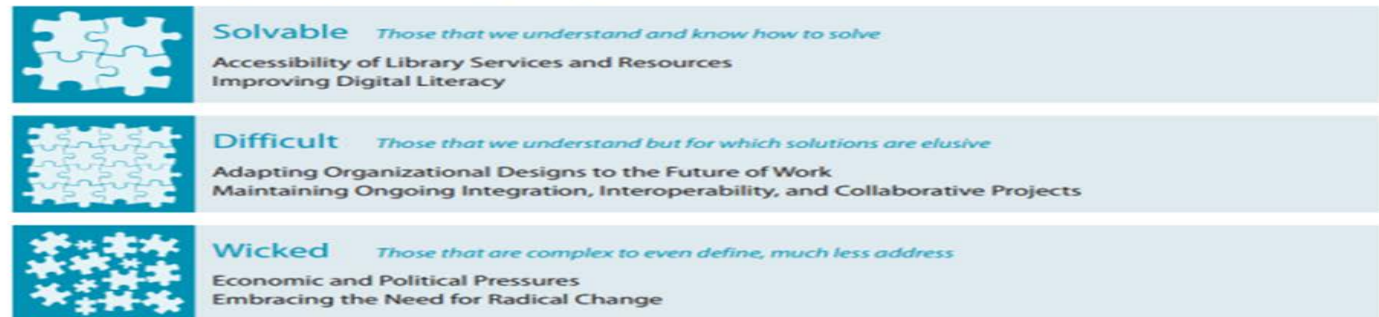 Solvable Those that we understand and know how to solve
Accessibility of Library Services and Resources
Improving Digital Literacy
Difficult Those that we understand but for which solutions are elusive
Adapting Organizational Designs to the Future of Work
Maintaining Ongoing Integration, Interoperability, and Collaborative Projects
Wicked Those that are complex to even define, much less address
Economic and Political Pressures
Embracing the Need for Radical Change